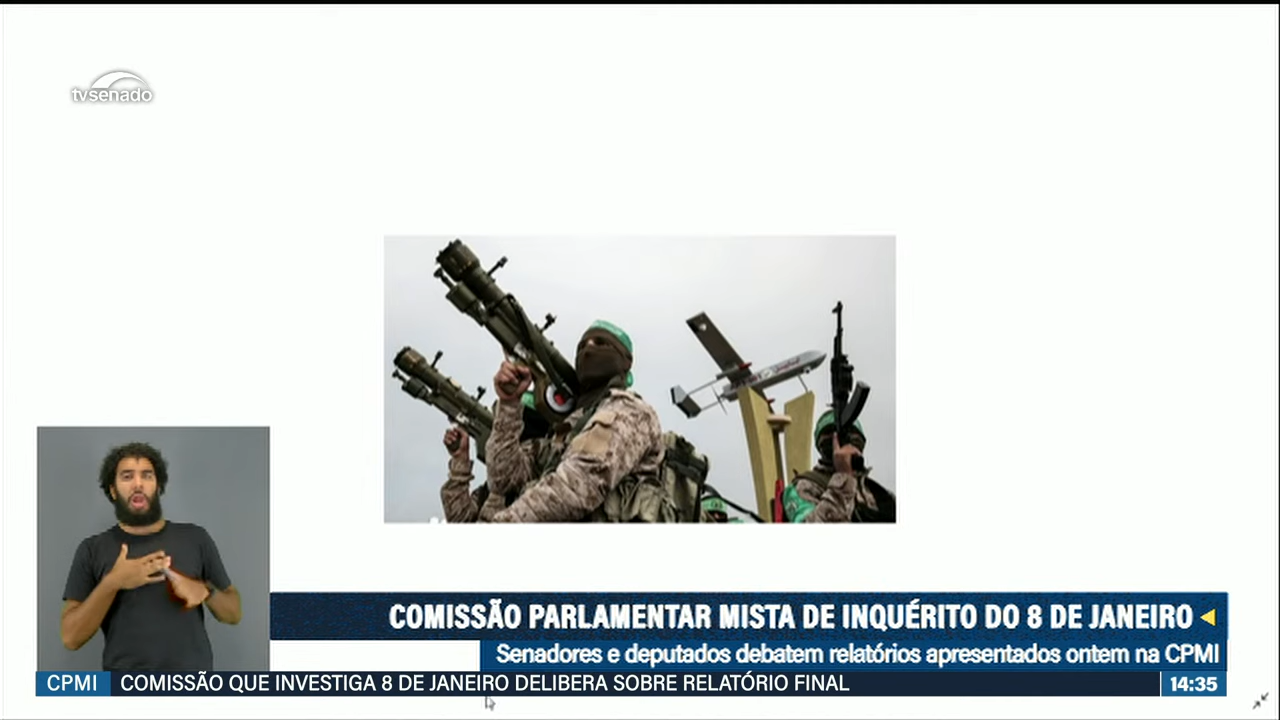 tvsenado
COMISSÃO PARLAMENTAR MISTA DE INQUÉRITO DO 8 DE JANEIRO
Senadores e deputados debatem relatórios apresentados ontem na CPMI
CPMI COMISSÃO QUE INVESTIGA 8 DE JANEIRO DELIBERA SOBRE RELATÓRIO FINAL 14:35